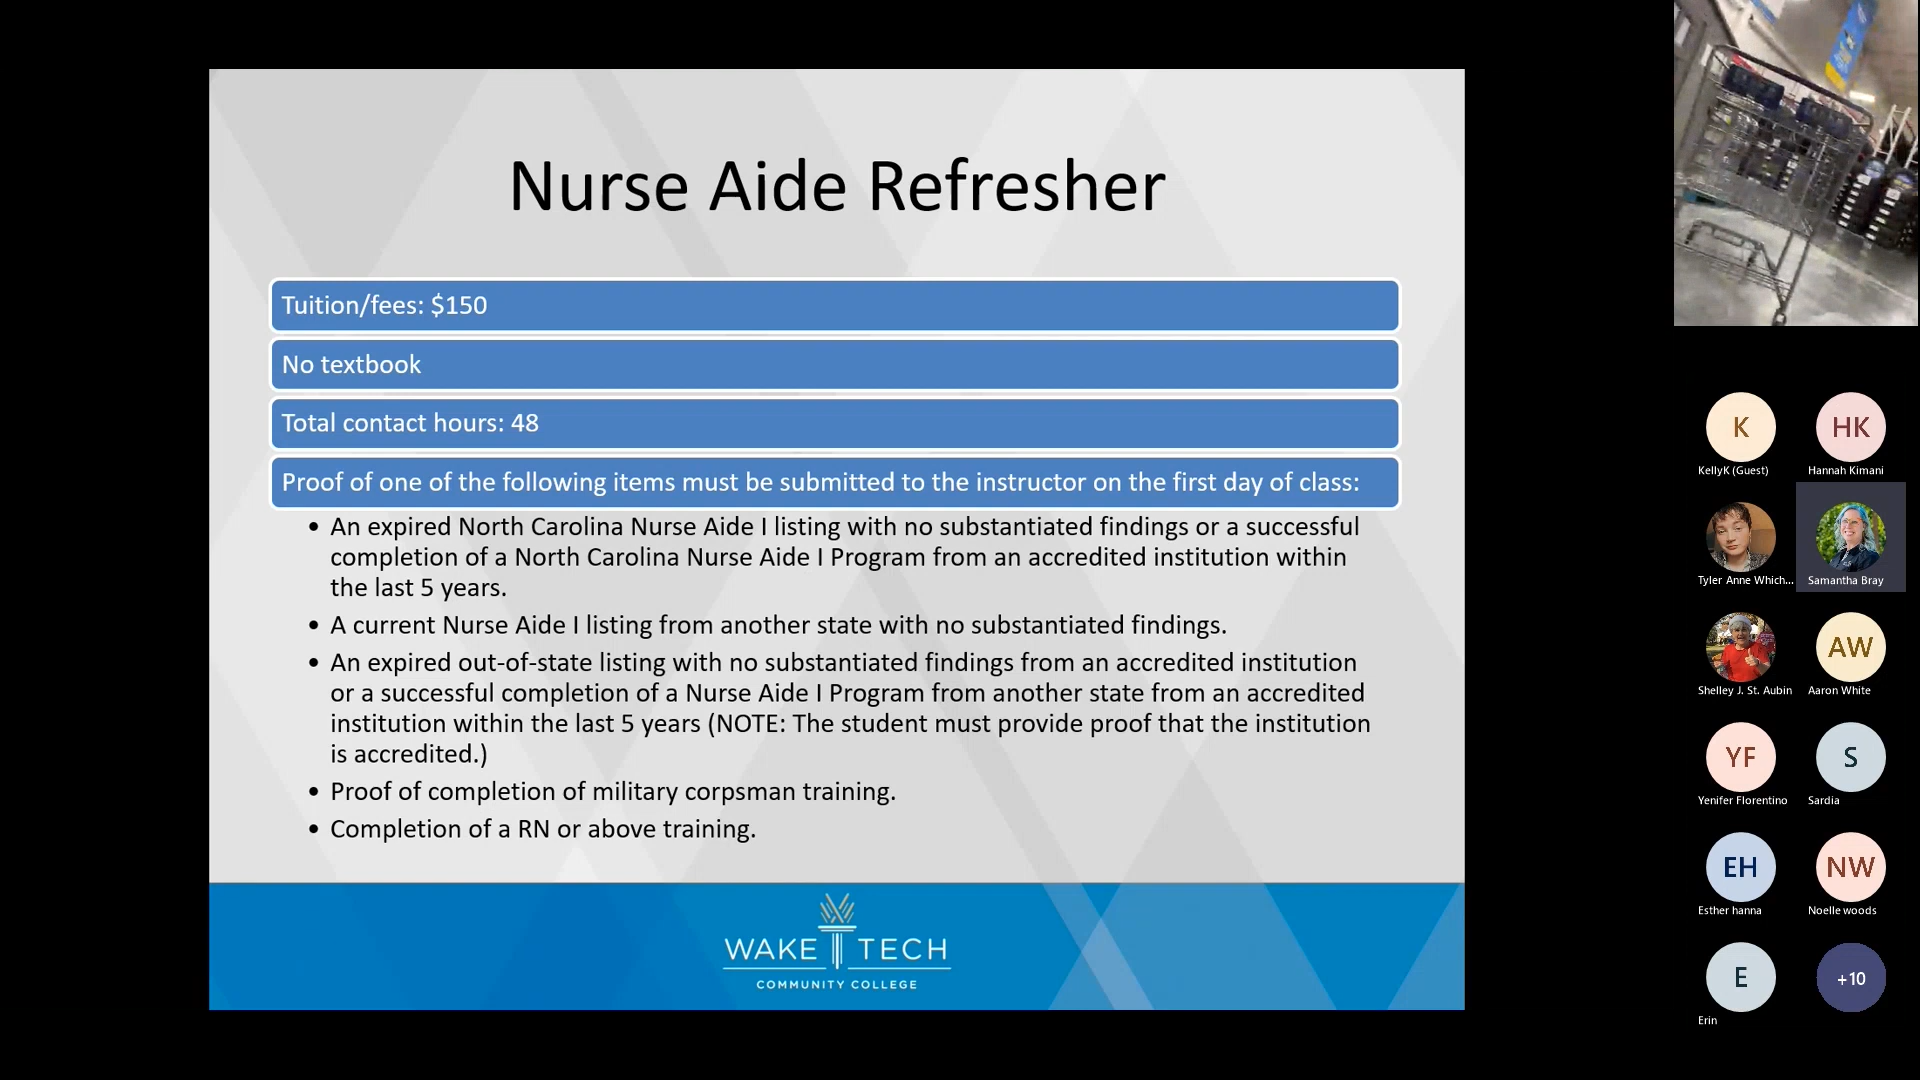 Nurse Aide Refresher
Tuition/fees: $150
No textbook
Total contact hours: 48
Proof of one of the following items must be submitted to the instructor on the first day of class:
• An expired North Carolina Nurse Aide I listing with no substantiated findings or a successful
completion of a North Carolina Nurse Aide I Program from an accredited institution within
the last 5 years.
• A current Nurse Aide I listing from another state with no substantiated findings.
• An expired out-of-state listing with no substantiated findings from an accredited institution
or a successful completion of a Nurse Aide I Program from another state from an accredited
institution within the last 5 years (NOTE: The student must provide proof that the institution
is accredited.)
• Proof of completion of military corpsman training.
• Completion of a RN or above training.
WAKE TECH
COMMUNITY COLLEGE
K
HK
KellyK (Guest)
Hannah Kimani
Tyler Anne Which...
Samantha Bray
AW
Shelley J. St. Aubin
Aaron White
YF
S
Yenifer Florentino
Sardia
EH
NW
Esther hanna
Noelle woods
E
+10
Erin